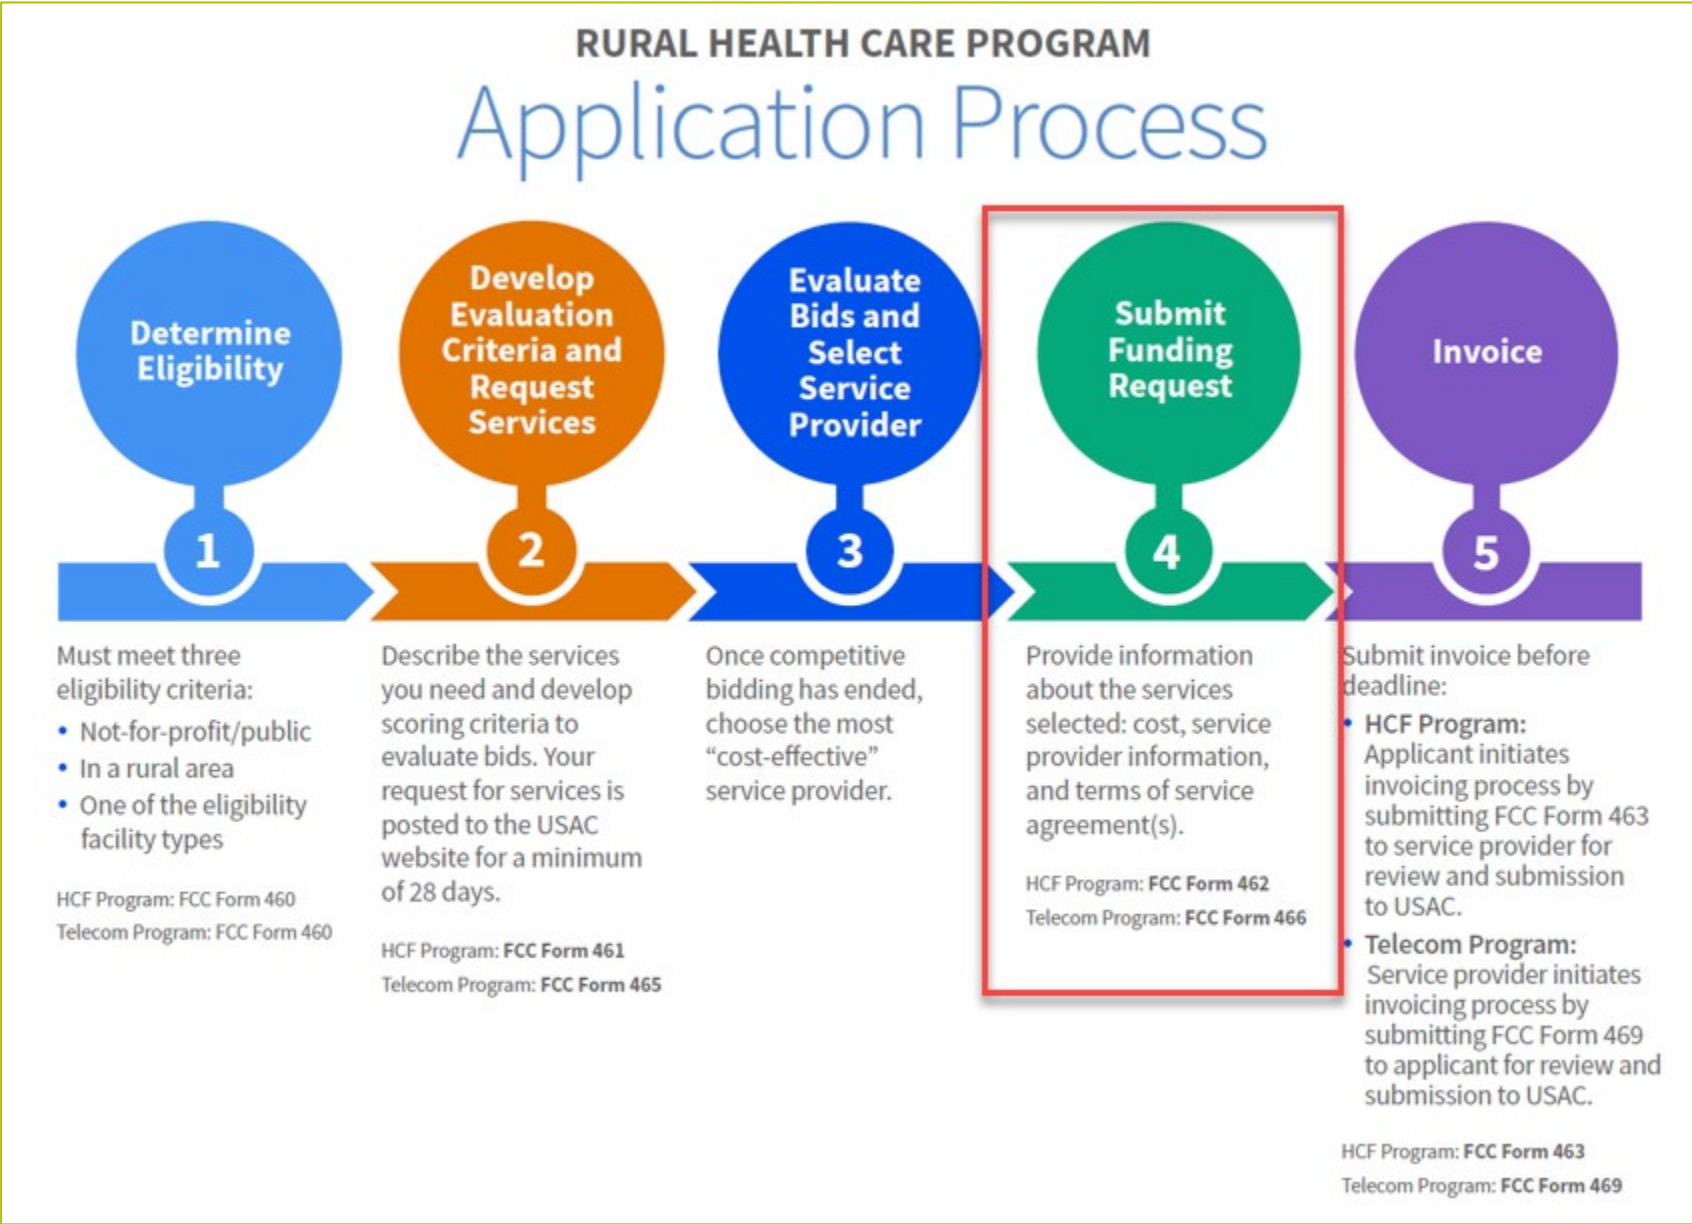 RURAL HEALTH CARE PROGRAM
Application Process
Determine
Eligibility
1
Must meet three
eligibility criteria:
• Not-for-profit/public
• In a rural area
• One of the eligibility
facility types
HCF Program: FCC Form 460
Telecom Program: FCC Form 460
Develop
Evaluation
Criteria and
Request
Services
2
Describe the services
you need and develop
scoring criteria to
evaluate bids. Your
request for services is
posted to the USAC
website for a minimum
of 28 days.
HCF Program: FCC Form 461
Telecom Program: FCC Form 465
Evaluate
Bids and
Select
Service
Provider
3
Once competitive
bidding has ended,
choose the most
“cost-effective”
service provider.
Submit
Funding
Request
4
Provide information
about the services
selected: cost, service
provider information,
and terms of service
agreement(s).
HCF Program: FCC Form 462
Telecom Program: FCC Form 466
Invoice
5
Submit invoice before
deadline:
• HCF Program:
Applicant initiates
invoicing process by
submitting FCC Form 463
to service provider for
review and submission
to USAC.
• Telecom Program:
Service provider initiates
invoicing process by
submitting FCC Form 469
to applicant for review and
submission to USAC.
HCF Program: FCC Form 463
Telecom Program: FCC Form 469